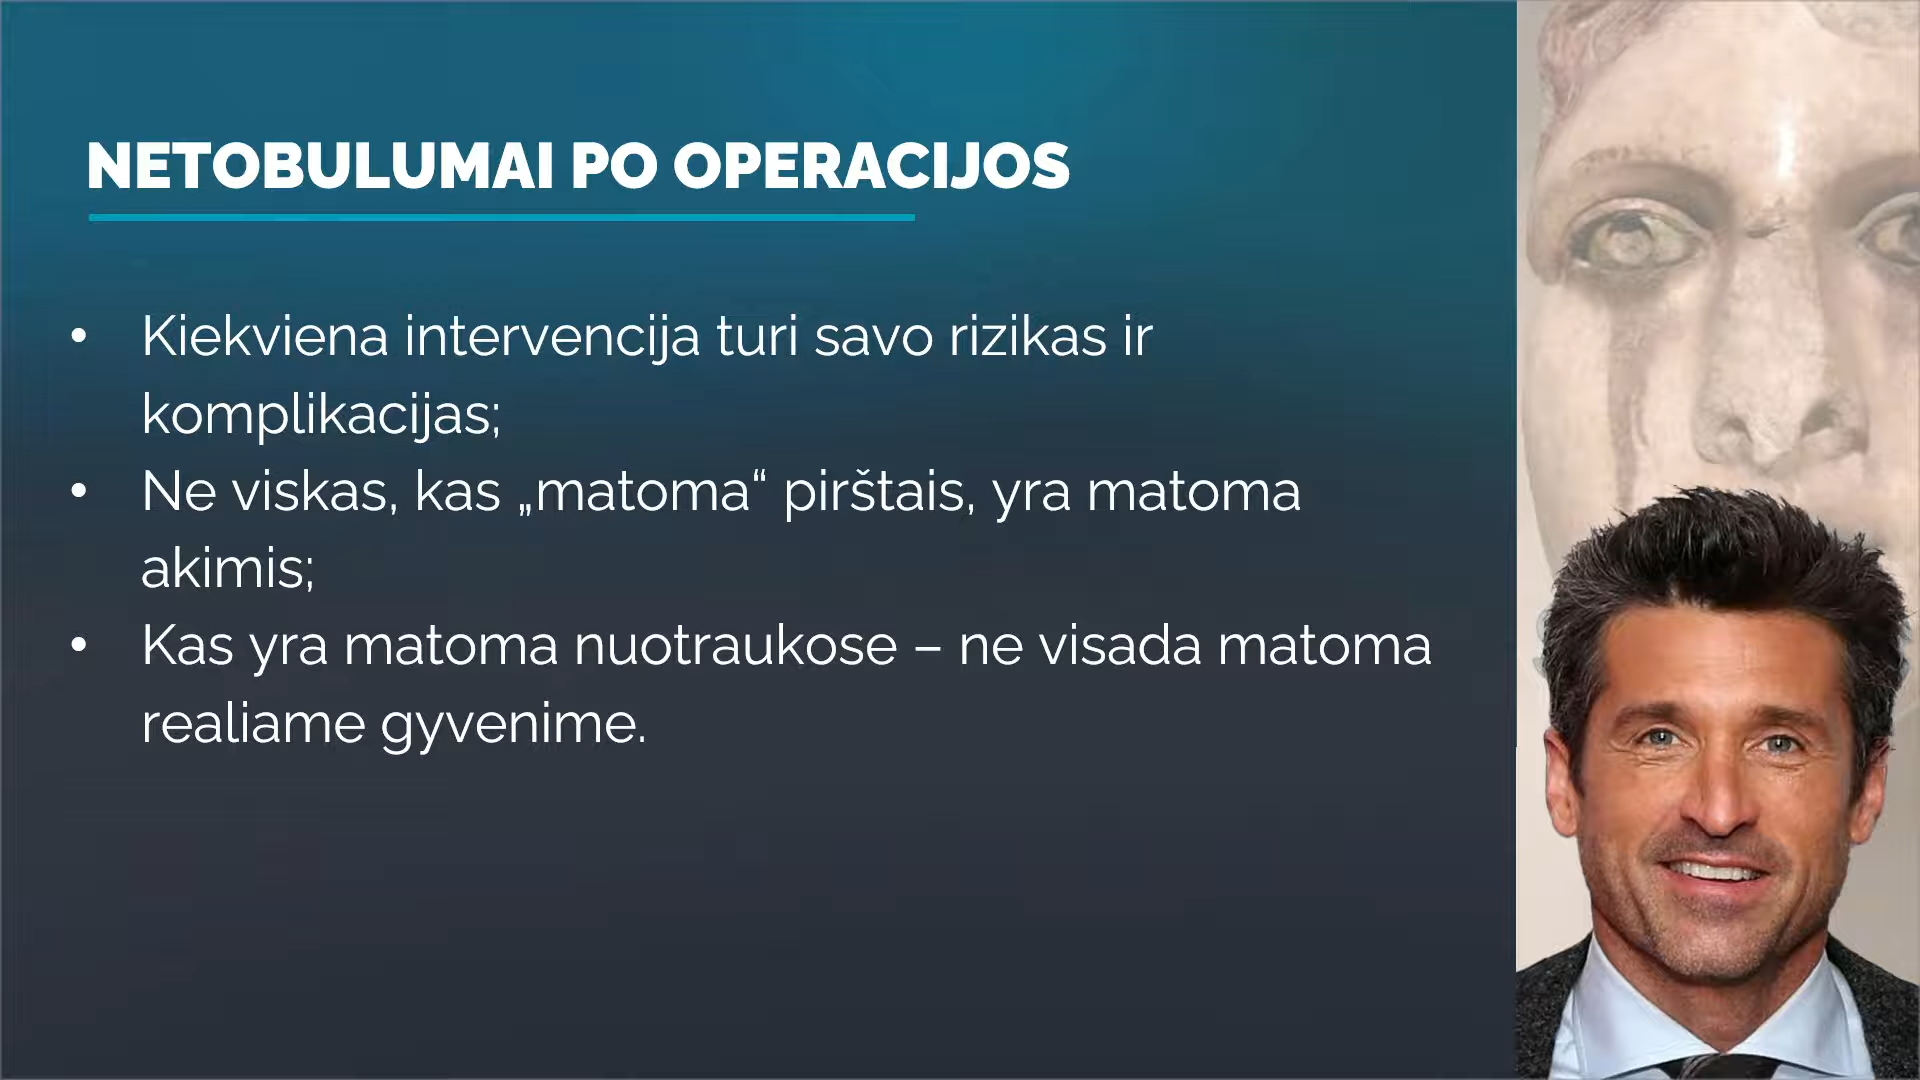 NETOBULUMAI PO OPERACIJOS
• Kiekviena intervencija turi savo rizikas ir
komplikacijas;
• Ne viskas, kas „matoma“ pirštais, yra matoma
akimis;
• Kas yra matoma nuotraukose – ne visada matoma
realiame gyvenime.